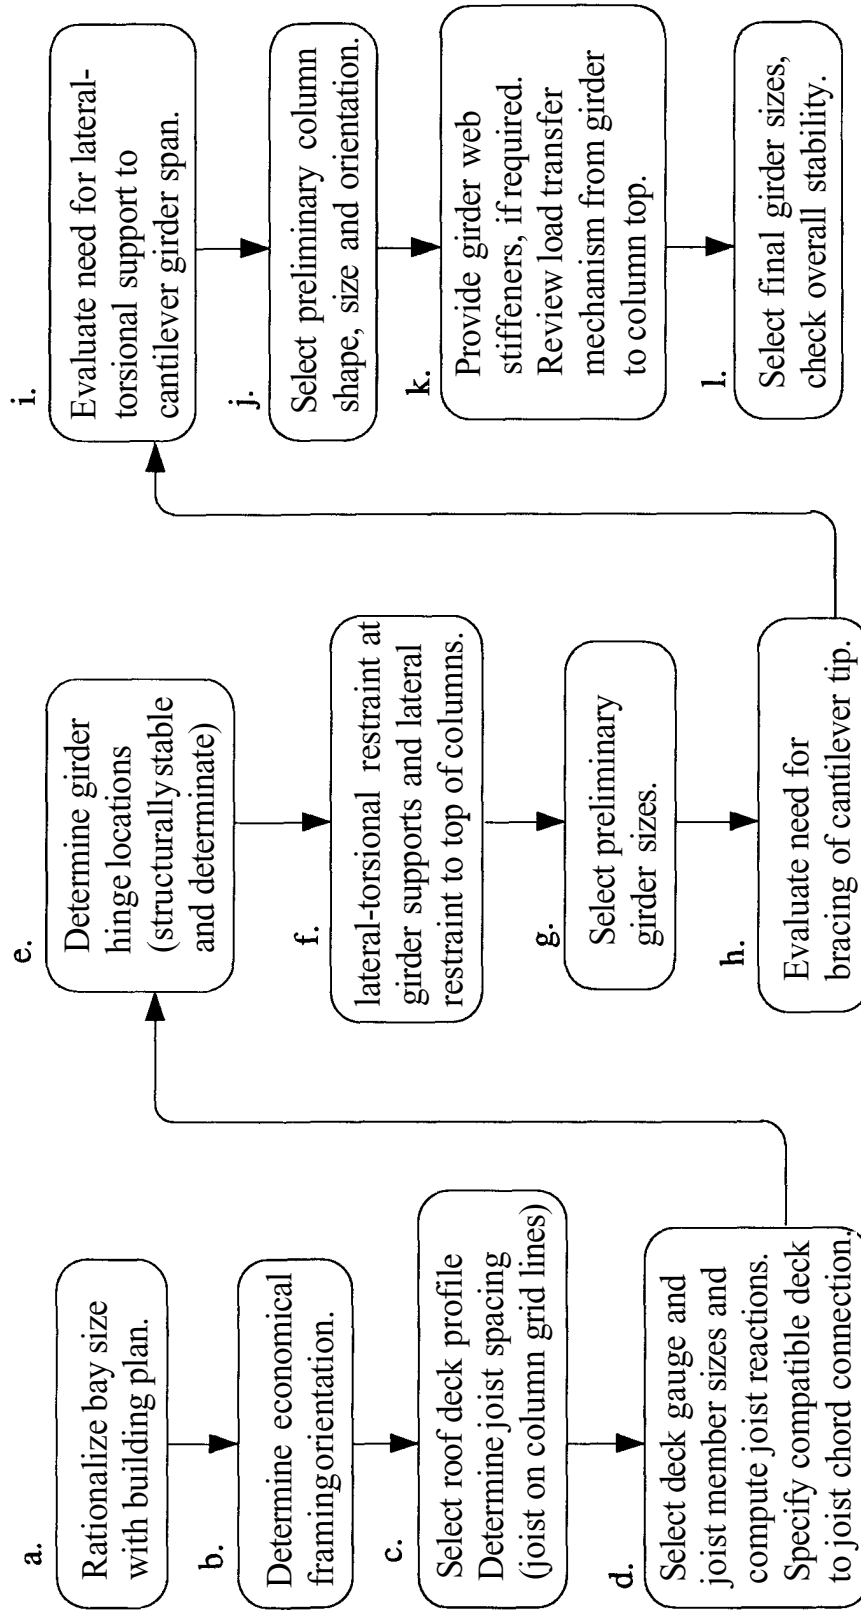 a.
Rationalize bay size
with building plan.
b.
Determine economical
framing orientation.
c.
Select roof deck profile
Determine joist spacing
(joist on column grid lines)
d.
Select deck gauge and
joist member sizes and
compute joist reactions.
Specify compatible deck
to joist chord connection.
e.
Determine girder
hinge locations
(structurally stable
and determinate)
f.
lateral-torsional restraint at
girder supports and lateral
restraint to top of columns.
g.
Select preliminary
girder sizes.
h.
Evaluate need for
bracing of cantilever tip.
i.
Evaluate need for lateral-
torsional support to
cantilever girder span.
j.
Select preliminary column
shape, size and orientation.
k.
Provide girder web
stiffeners, if required.
Review load transfer
mechanism from girder
to column top.
l.
Select final girder sizes,
check overall stability.